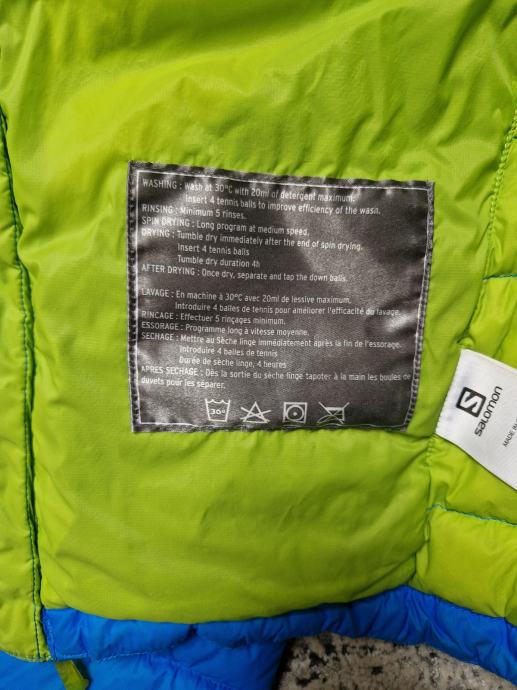 WASHING : Wash at 30°C with 20ml of detergent maximum.
Insert 4 tennis balls to improve efficiency of the wash.
RINSING : Minimum 5 rinses.
SPIN DRYING : Long program at medium speed.
DRYING : Tumble dry immediately after the end of spin drying.
Insert 4 tennis balls
Tumble dry duration 4h
AFTER DRYING : Once dry, separate and tap the down balls.
LAVAGE : En machine à 30°C avec 20ml de lessive maximum.
Introduire 4 balles de tennis pour améliorer l'efficacité du lavage.
RINCAGE : Effectuer 5 rinçages minimum.
ESSORAGE : Programme long à vitesse moyenne.
SECHAGE : Mettre au Sèche linge immédiatement après la fin de l'essorage.
Introduire 4 balles de tennis
Durée de sèche linge, 4 heures
APRES SECHAGE : Dès la sortie du sèche linge tapoter à la main les boules de
duvets pour les séparer.
30°
S
salomon
MADE IN